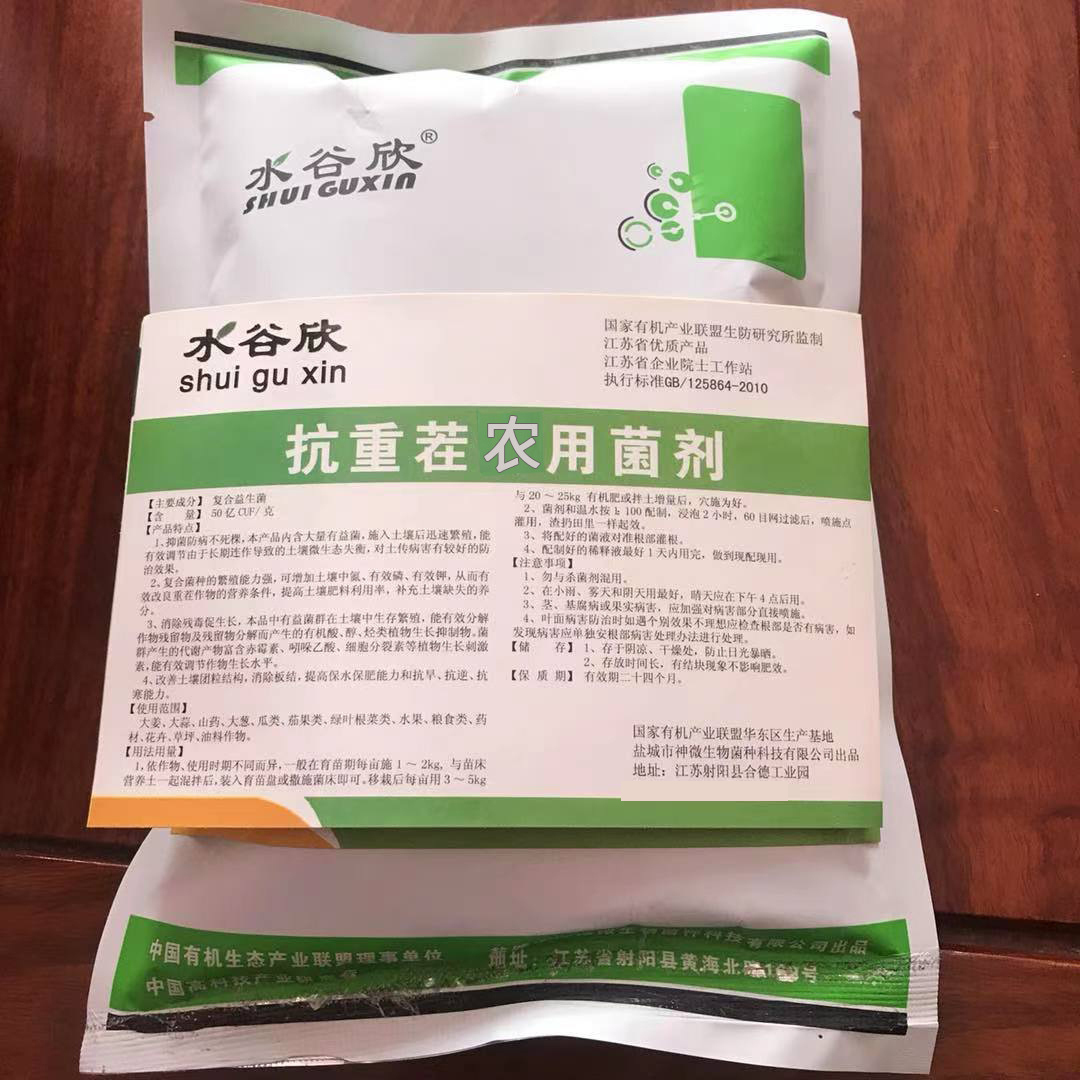 水谷欣®
SHUI GUXIN
水谷欣
shui gu xin
国家有机产业联盟生防研究所监制
江苏省优质产品
江苏省企业院士工作站
执行标准GB/125864-2010
抗重茬农用菌剂
【主要成分】 复合益生菌
【含 量】 50亿CUF/克
【产品特点】
1、抑菌防病不死棵,本产品内含大量有益菌,施入土壤后迅速繁殖,能
有效调节由于长期连作导致的土壤微生态失衡,对土传病害有较好的防
治效果。
2、复合菌种的繁殖能力强,可增加土壤中氮、有效磷、有效钾,从而有
效改良重茬作物的营养条件,提高土壤肥料利用率,补充土壤缺失的养
分。
3、消除残毒促生长,本品中有益菌群在土壤中生存繁殖,能有效分解
作物残留物及残留物分解而产生的有机酸、醇、烃类植物生长抑制物。菌
群产生的代谢产物富含赤霉素、吲哚乙酸、细胞分裂素等植物生长刺激
素,能有效调节作物生长水平。
4、改善土壤团粒结构,消除板结,提高保水保肥能力和抗旱、抗逆、抗
寒能力。
【使用范围】
大姜、大蒜、山药、大葱、瓜类、茄果类、绿叶根菜类、水果、粮食类、药
材、花卉、草坪、油料作物。
【用法用量】
1,依作物、使用时期不同而异,一般在育苗期每亩施1～2kg,与苗床
营养土一起混拌后,装入育苗盘或撒施菌床即可。移栽后每亩用3～5kg
与20～25kg 有机肥或拌土增量后,穴施为好。
2、菌剂和温水按1:100配制,浸泡2小时,60目网过滤后,喷施点
灌用,渣扔田里一样起效。
3、将配好的菌液对准根部灌根。
4、配制好的稀释液最好1天内用完,做到现配现用。
【注意事项】
1、勿与杀菌剂混用。
2、在小雨、雾天和阴天用最好,晴天应在下午4点后用。
3、茎、基腐病或果实病害,应加强对病害部分直接喷施。
4、叶面病害防治时如遇个别效果不理想应检查根部是否有病害,如
发现病害应单独安根部病害处理办法进行处理。
【储 存】 1、存于阴凉、干燥处,防止日光暴晒。
2、存放时间长,有结块现象不影响肥效。
【保 质 期】 有效期二十四个月。
国家有机产业联盟华东区生产基地
盐城市神微生物菌种科技有限公司出品
地址:江苏射阳县合德工业园
中国有机生态产业联盟理事单位
科技有限公司出品
中国高科技产业
地址:江苏省射阳县黄海北路